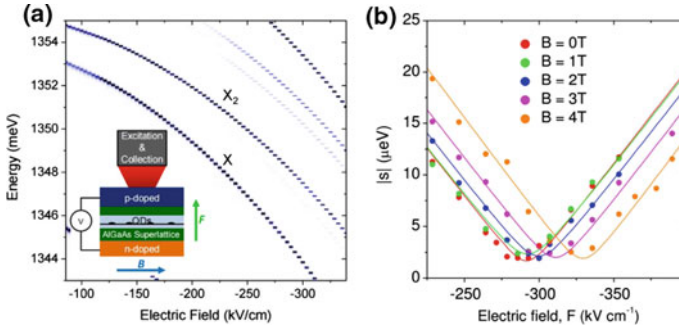 (a)
1354
1352
1350
1348
1346
1344
Energy (meV)
X₂
X
Excitation
&
Collection
p-doped
QDs
AlGaAs Superlattice
n-doped
V
F
B
-100
-150
-200
-250
-300
Electric Field (kV/cm)
(b)
25
20
15
10
5
0
|s| (μeV)
B = 0T
B = 1T
B = 2T
B = 3T
B = 4T
-250
-300
-350
Electric field, F (kV cm⁻¹)